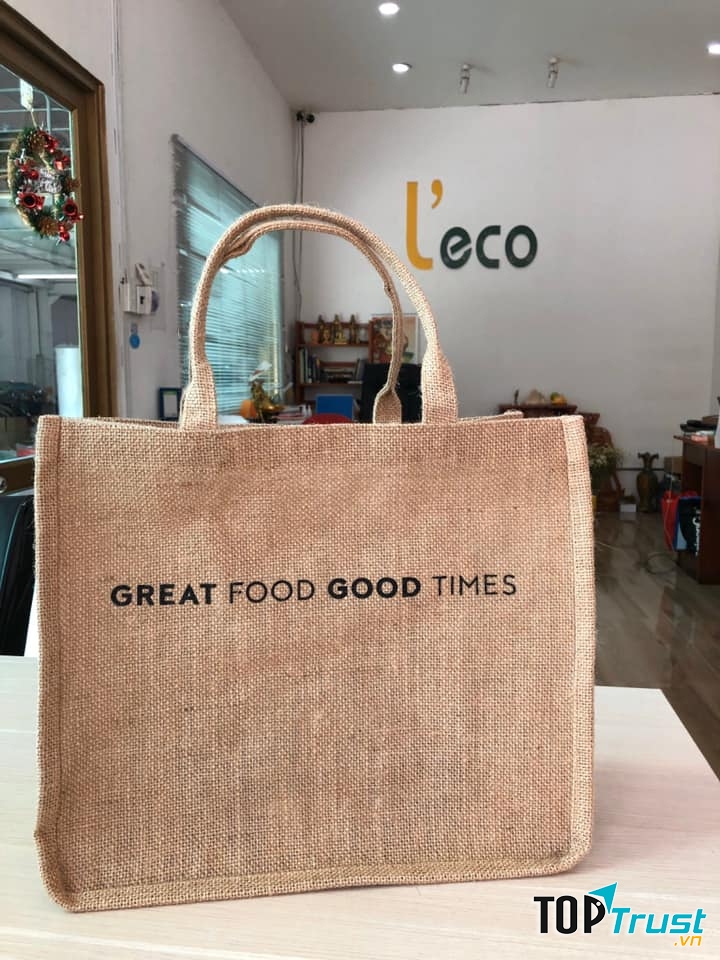 L'eco
GREAT FOOD GOOD TIMES
TOPTrust
.vn